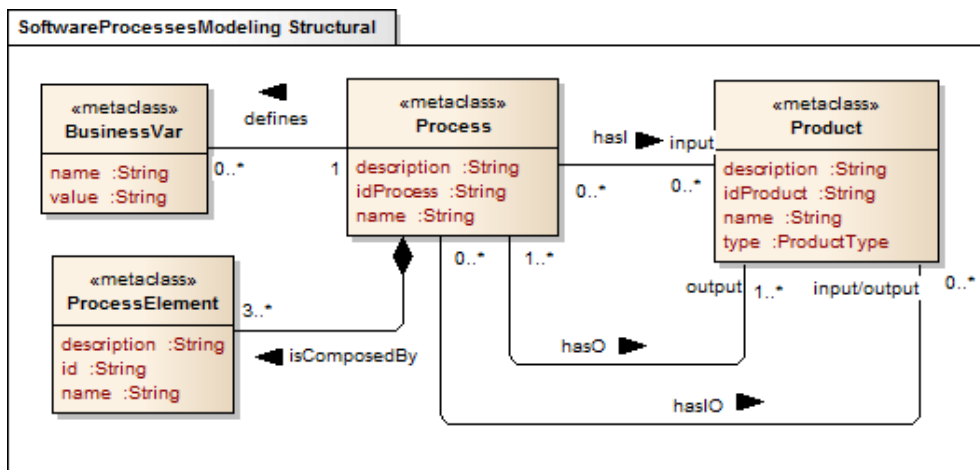 SoftwareProcessesModeling Structural
«metaclass»
BusinessVar
name :String
value :String
defines
0..*
1
«metaclass»
Process
description :String
idProcess :String
name :String
hasI
input
0..*
0..*
«metaclass»
Product
description :String
idProduct :String
name :String
type :ProductType
«metaclass»
ProcessElement
description :String
id :String
name :String
3..*
isComposedBy
0..*
1..*
output
1..*
input/output
0..*
hasO
hasIO